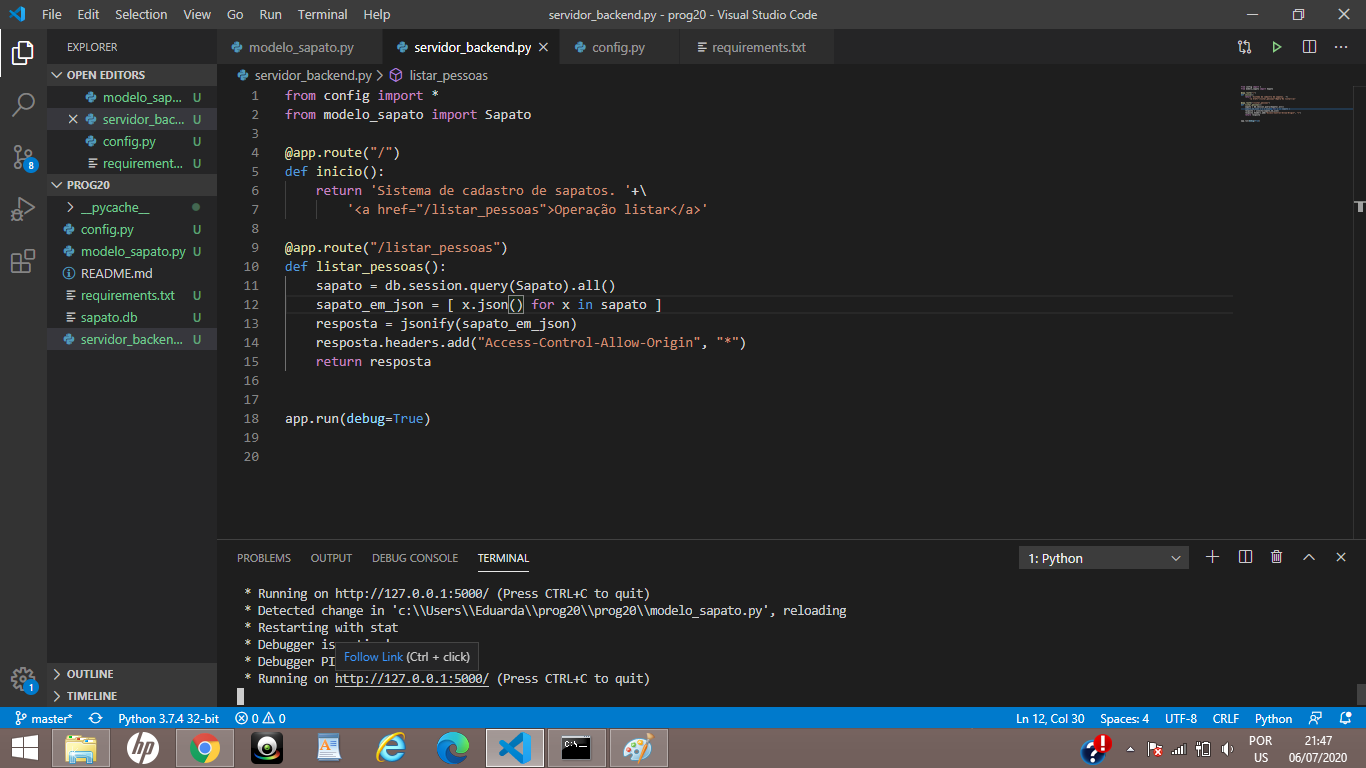 File Edit Selection View Go Run Terminal Help
servidor_backend.py - prog20 - Visual Studio Code
EXPLORER
OPEN EDITORS
modelo_sap... U
servidor_bac... U
config.py U
requirement... U
PROG20
__pycache__
config.py U
modelo_sapato.py U
README.md
requirements.txt U
sapato.db U
servidor_backen... U
OUTLINE
TIMELINE
8
1
modelo_sapato.py
servidor_backend.py
config.py
requirements.txt
servidor_backend.py > listar_pessoas
1 from config import *
2 from modelo_sapato import Sapato
3
4 @app.route("/")
5 def inicio():
6 return 'Sistema de cadastro de sapatos. '+\
7 '<a href="/listar_pessoas">Operação listar</a>'
8
9 @app.route("/listar_pessoas")
10 def listar_pessoas():
11 sapato = db.session.query(Sapato).all()
12 sapato_em_json = [ x.json() for x in sapato ]
13 resposta = jsonify(sapato_em_json)
14 resposta.headers.add("Access-Control-Allow-Origin", "*")
15 return resposta
16
17
18 app.run(debug=True)
19
20
PROBLEMS OUTPUT DEBUG CONSOLE TERMINAL
1: Python
* Running on http://127.0.0.1:5000/ (Press CTRL+C to quit)
* Detected change in 'c:\\Users\\Eduarda\\prog20\\prog20\\modelo_sapato.py', reloading
* Restarting with stat
* Debugger is
* Debugger PI
Follow Link (Ctrl + click)
* Running on http://127.0.0.1:5000/ (Press CTRL+C to quit)
master* Python 3.7.4 32-bit 0 0 Ln 12, Col 30 Spaces: 4 UTF-8 CRLF Python
POR 21:47
US 06/07/2020